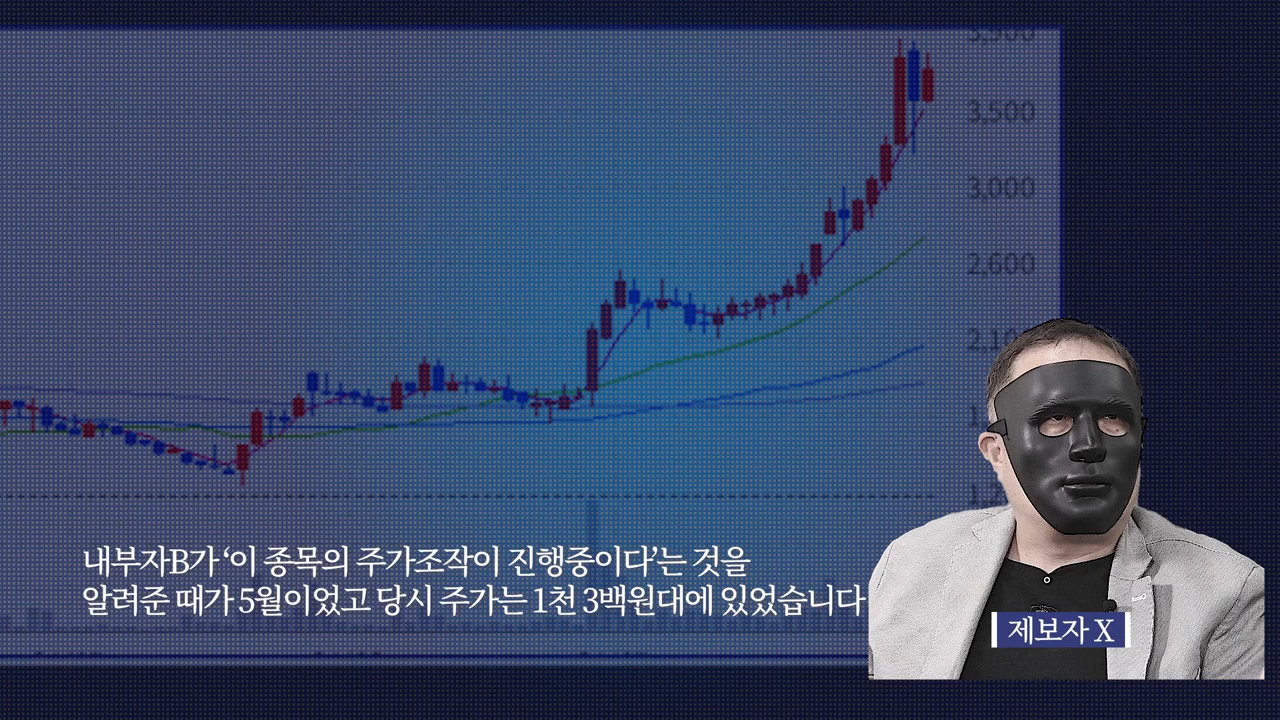 3,900
3,500
3,000
2,600
내부자B가 ‘이 종목의 주가조작이 진행중이다’는 것을
알려준 때가 5월이었고 당시 주가는 1천 3백원대에 있었습니다
제보자 X